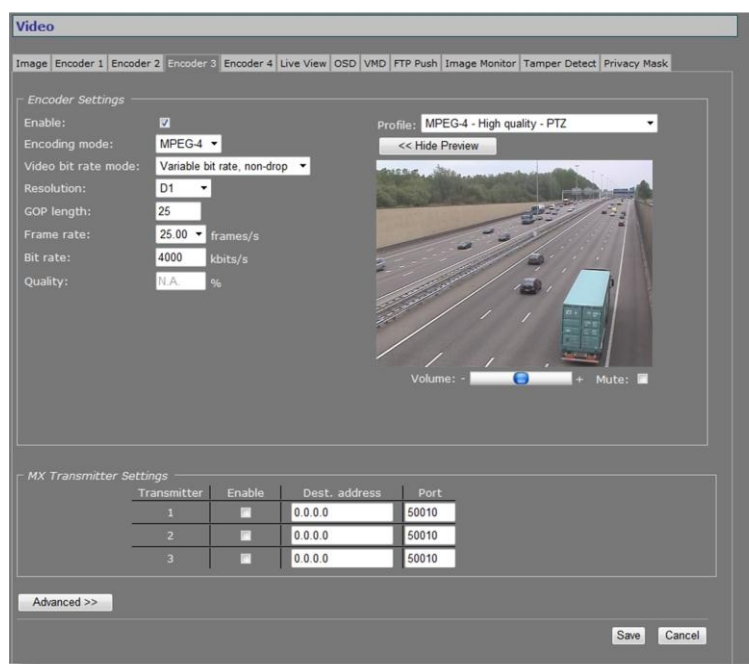 Video
Image Encoder 1 Encoder 2 Encoder 3 Encoder 4 Live View OSD VMD FTP Push Image Monitor Tamper Detect Privacy Mask
Encoder Settings
Enable:
Profile: MPEG-4 - High quality - PTZ
Encoding mode: MPEG-4
<< Hide Preview
Video bit rate mode: Variable bit rate, non-drop
Resolution: D1
GOP length: 25
Frame rate: 25.00 frames/s
Bit rate: 4000 kbits/s
Quality: N.A. %
Volume: - + Mute:
MX Transmitter Settings
Transmitter Enable Dest. address Port
1 0.0.0.0 50010
2 0.0.0.0 50010
3 0.0.0.0 50010
Advanced >>
Save Cancel